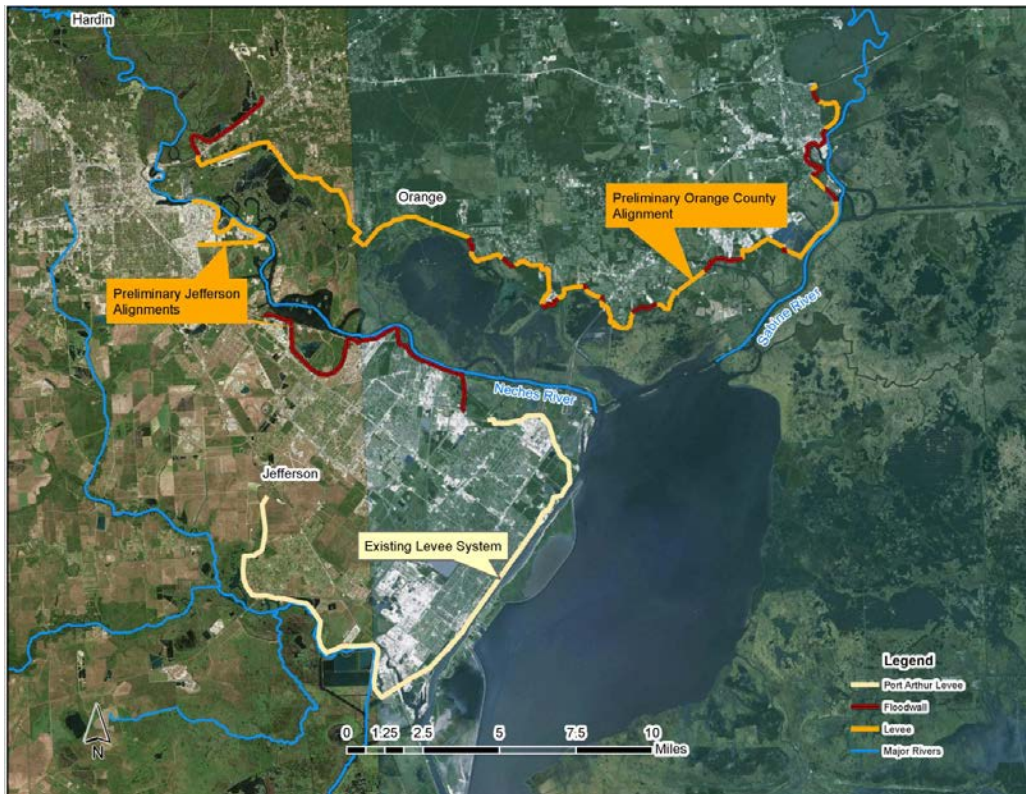 Hardin
Orange
Preliminary Orange County
Alignment
Preliminary Jefferson
Alignments
Sabine River
Neches River
Jefferson
Existing Levee System
Legend
Port Arthur Levee
Floodwall
Levee
Major Rivers
N
0 1.25 2.5 5 7.5 10
Miles